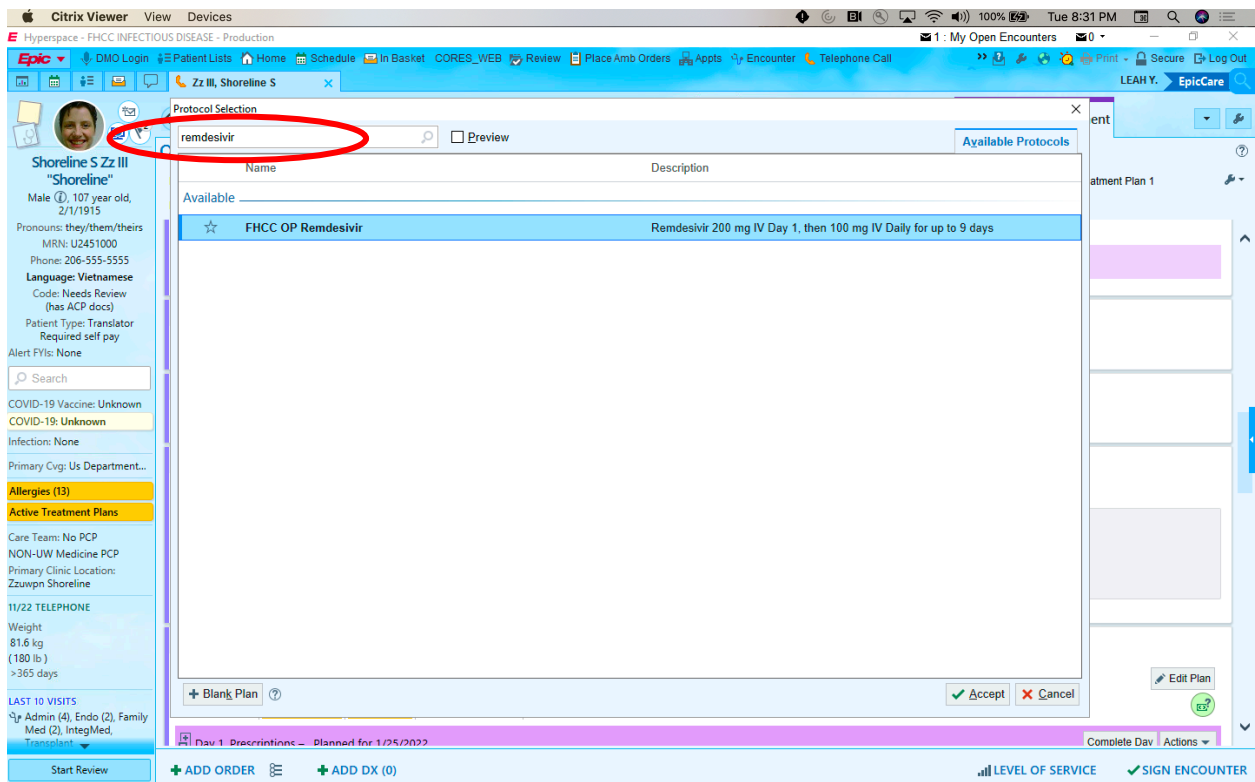 Citrix Viewer View Devices
100% Tue 8:31 PM
Hyperspace - FHCC INFECTIOUS DISEASE - Production
1 : My Open Encounters 0
Epic DMO Login Patient Lists Home Schedule In Basket CORES_WEB Review Place Amb Orders Appts Encounter Telephone Call Print Secure Log Out
Zz III, Shoreline S
LEAH Y. EpicCare
Protocol Selection
remdesivir
Preview
Available Protocols
Name Description
Available
FHCC OP Remdesivir Remdesivir 200 mg IV Day 1, then 100 mg IV Daily for up to 9 days
Blank Plan
Accept Cancel
ent
atment Plan 1
Edit Plan
Shoreline S Zz III
"Shoreline"
Male , 107 year old,
2/1/1915
Pronouns: they/them/theirs
MRN: U2451000
Phone: 206-555-5555
Language: Vietnamese
Code: Needs Review
(has ACP docs)
Patient Type: Translator
Required self pay
Alert FYIs: None
Search
COVID-19 Vaccine: Unknown
COVID-19: Unknown
Infection: None
Primary Cvg: Us Department...
Allergies (13)
Active Treatment Plans
Care Team: No PCP
NON-UW Medicine PCP
Primary Clinic Location:
Zzuwpn Shoreline
11/22 TELEPHONE
Weight
81.6 kg
(180 lb )
>365 days
LAST 10 VISITS
Admin (4), Endo (2), Family
Med (2), IntegMed,
Transplant
Day 1, Prescriptions – Planned for 1/25/2022
Complete Day Actions
Start Review
ADD ORDER ADD DX (0)
LEVEL OF SERVICE SIGN ENCOUNTER